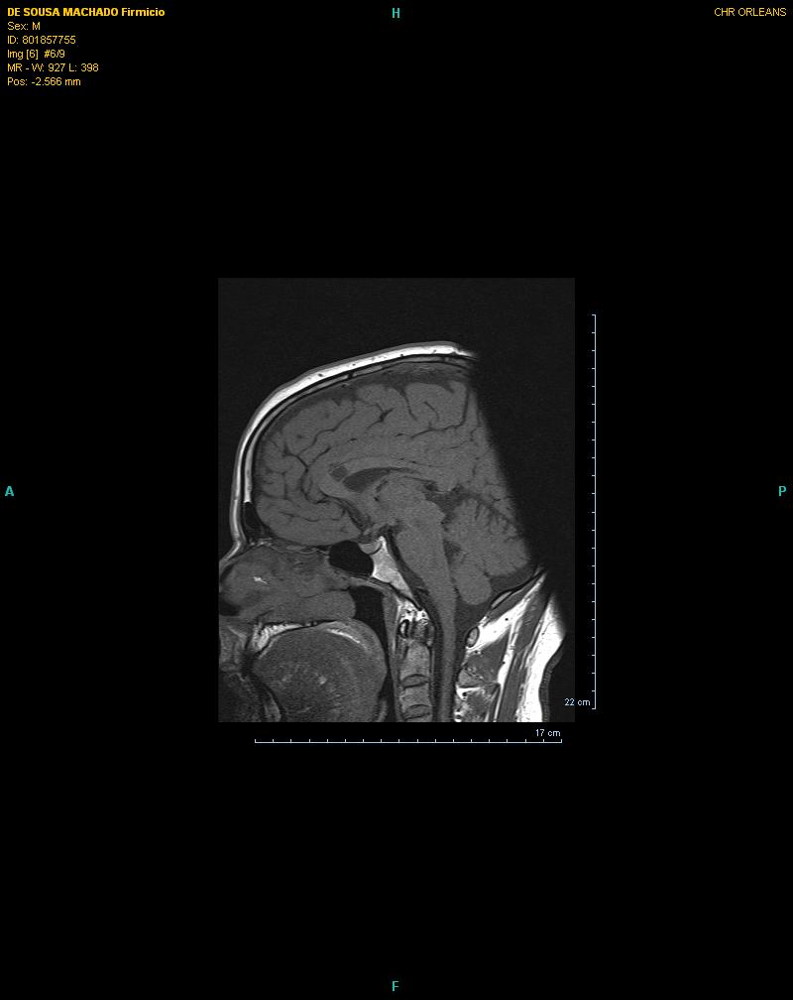 DE SOUSA MACHADO Firmicio
Sex: M
ID: 801857755
Img [6] #6/9
MR - W: 927 L: 398
Pos: -2.566 mm
H
CHR ORLEANS
A
P
22 cm
17 cm
F